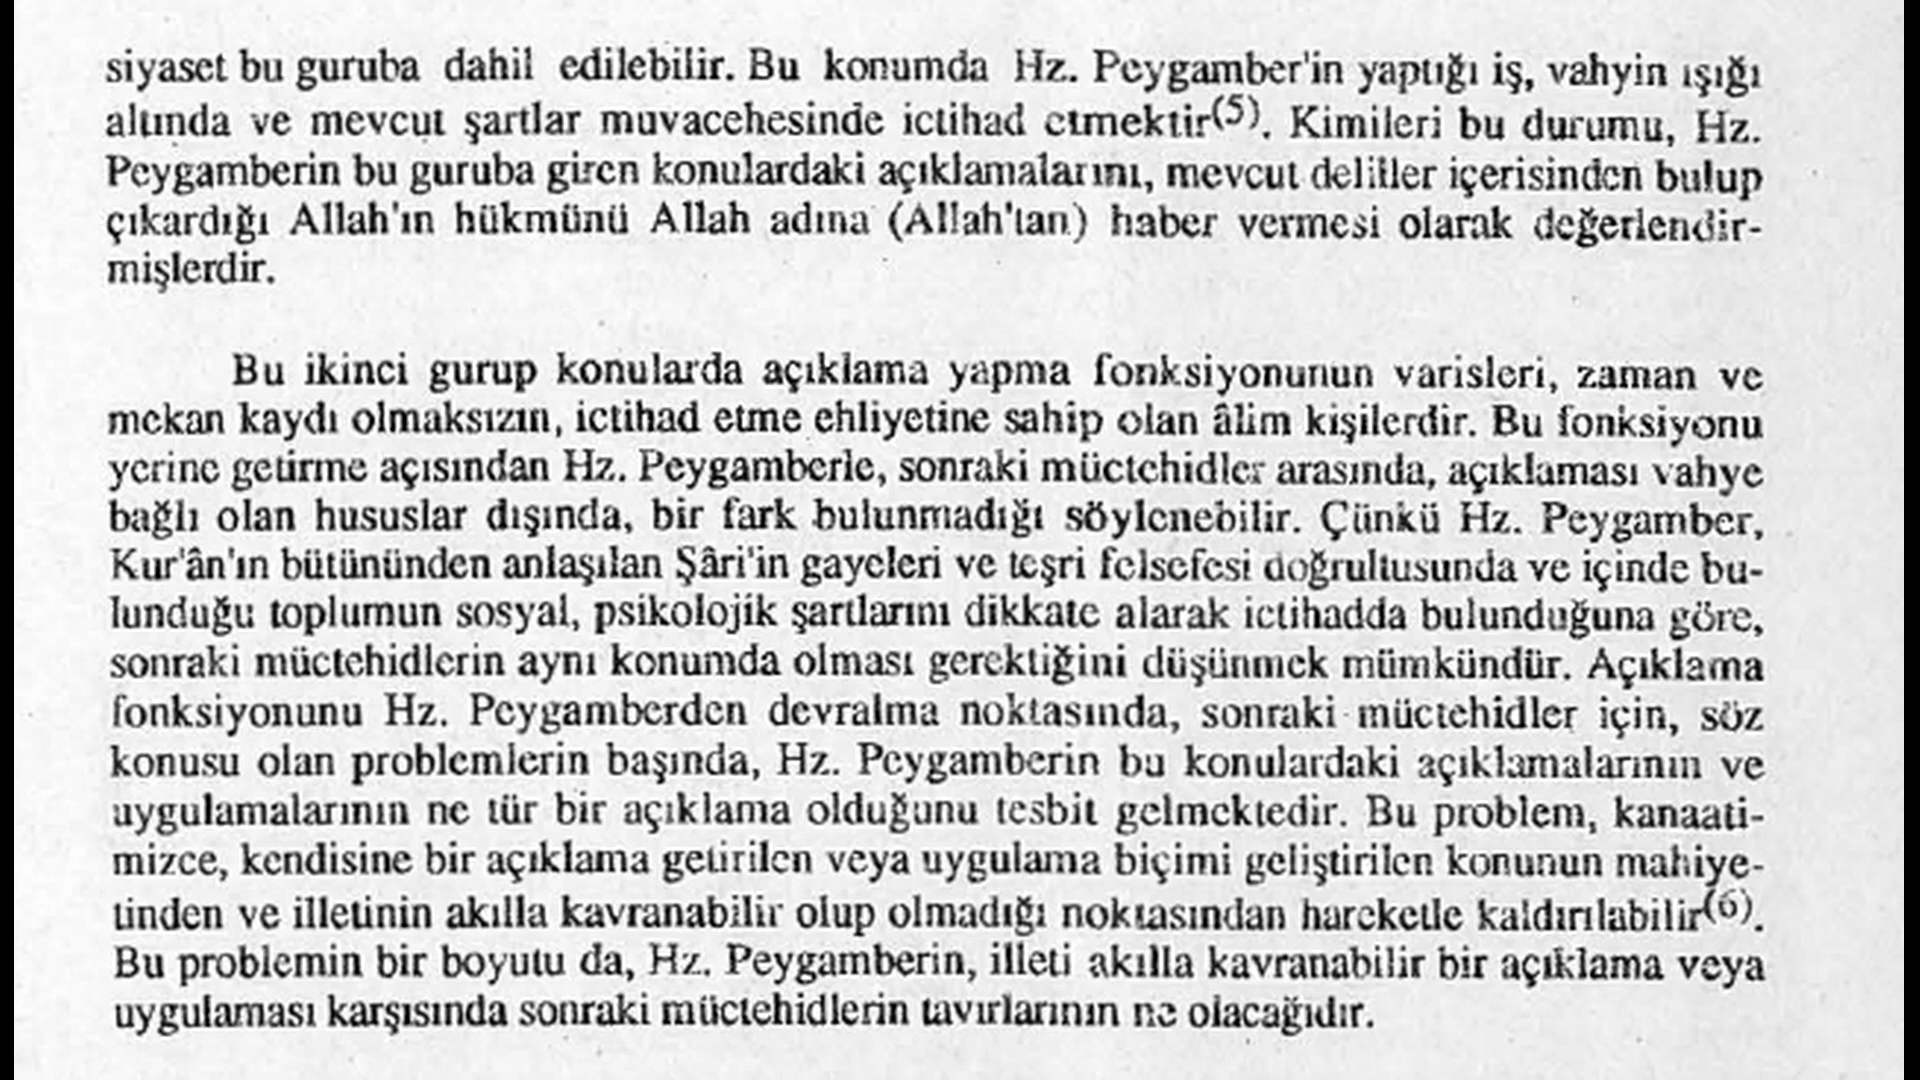 siyaset bu guruba dahil edilebilir. Bu konumda Hz. Peygamber'in yaptığı iş, vahyin ışığı
altında ve mevcut şartlar muvacehesinde ictihad etmektir(5). Kimileri bu durumu, Hz.
Peygamberin bu guruba giren konulardaki açıklamalarını, mevcut delitler içerisinden bulup
çıkardığı Allah'ın hükmünü Allah adına (Allah'tan) haber vermesi olarak değerlendir-
mişlerdir.
Bu ikinci gurup konularda açıklama yapma fonksiyonunun varisleri, zaman ve
mekan kaydı olmaksızın, ictihad etme ehliyetine sahip olan âlim kişilerdir. Bu fonksiyonu
yerine getirme açısından Hz. Peygamberle, sonraki müctehidler arasında, açıklaması vahye
bağlı olan hususlar dışında, bir fark bulunmadığı söylenebilir. Çünkü Hz. Peygamber,
Kur'ân'ın bütününden anlaşılan Şâri'in gayeleri ve teşri felsefesi doğrultusunda ve içinde bu-
lunduğu toplumun sosyal, psikolojik şartlarını dikkate alarak ictihadda bulunduğuna göre,
sonraki müctehidlerin aynı konumda olması gerektiğini düşünmek mümkündür. Açıklama
fonksiyonunu Hz. Peygamberden devralma noktasında, sonraki müctehidler için, söz
konusu olan problemlerin başında, Hz. Peygamberin bu konulardaki açıklamalarının ve
uygulamalarının ne tür bir açıklama olduğunu tesbit gelmektedir. Bu problem, kanaati-
mizce, kendisine bir açıklama getirilen veya uygulama biçimi geliştirilen konunun mahiye-
tinden ve illetinin akılla kavranabilir olup olmadığı noktasından hareketle kaldırılabilir(6).
Bu problemin bir boyutu da, Hz. Peygamberin, illeti akılla kavranabilir bir açıklama veya
uygulaması karşısında sonraki müctehidlerin tavırlarının ne olacağıdır.